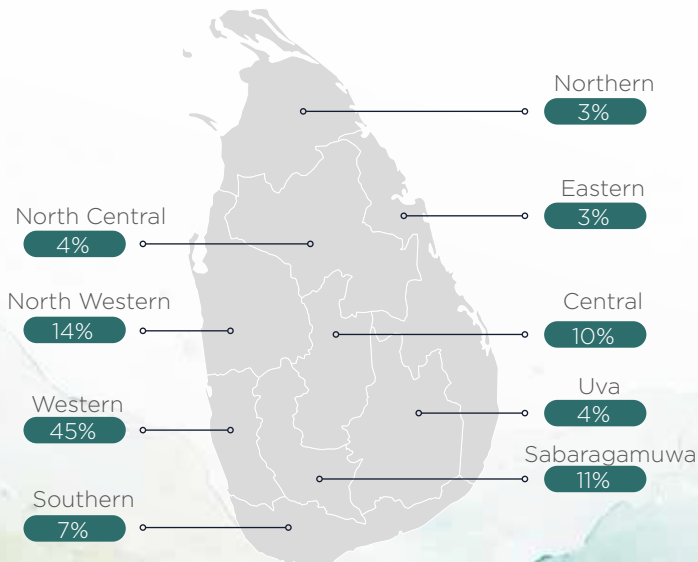 Northern
3%
Eastern
3%
North Central
4%
North Western
14%
Central
10%
Western
45%
Uva
4%
Sabaragamuwa
11%
Southern
7%